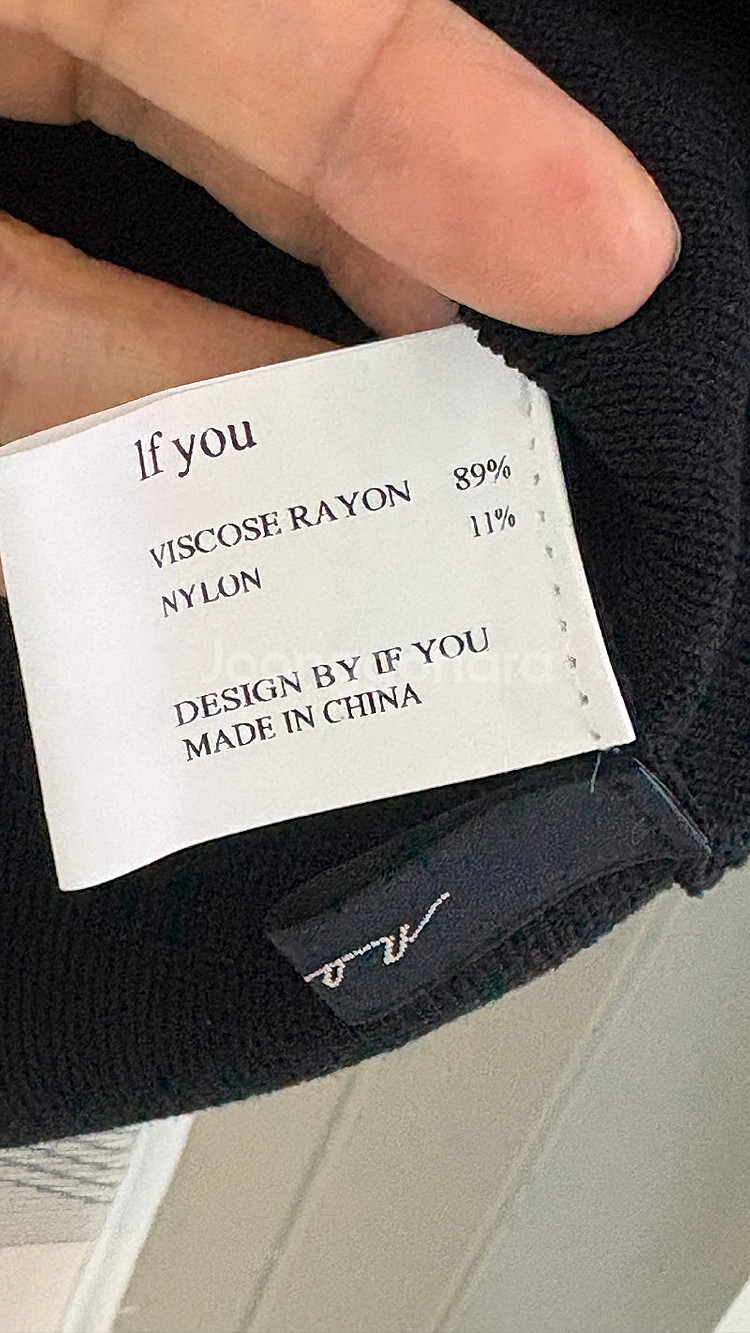 If you
VISCOSE RAYON 89%
NYLON 11%
DESIGN BY IF YOU
MADE IN CHINA